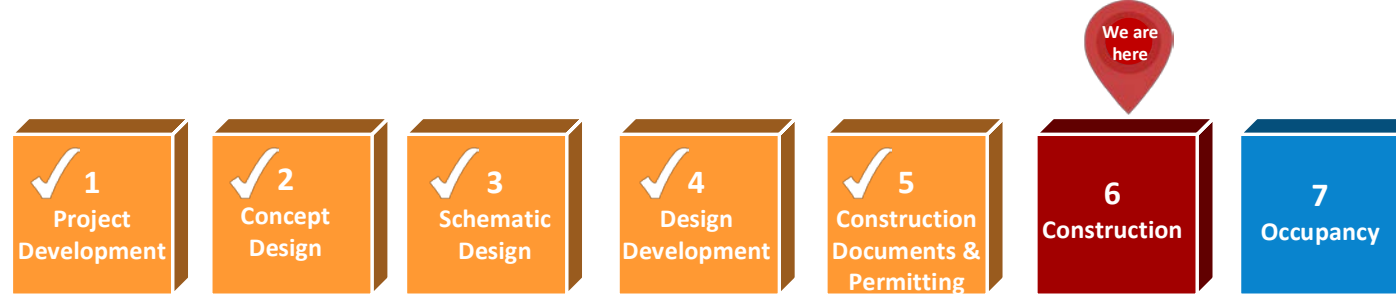 We are
here
1
Project
Development
2
Concept
Design
3
Schematic
Design
4
Design
Development
5
Construction
Documents &
Permitting
6
Construction
7
Occupancy